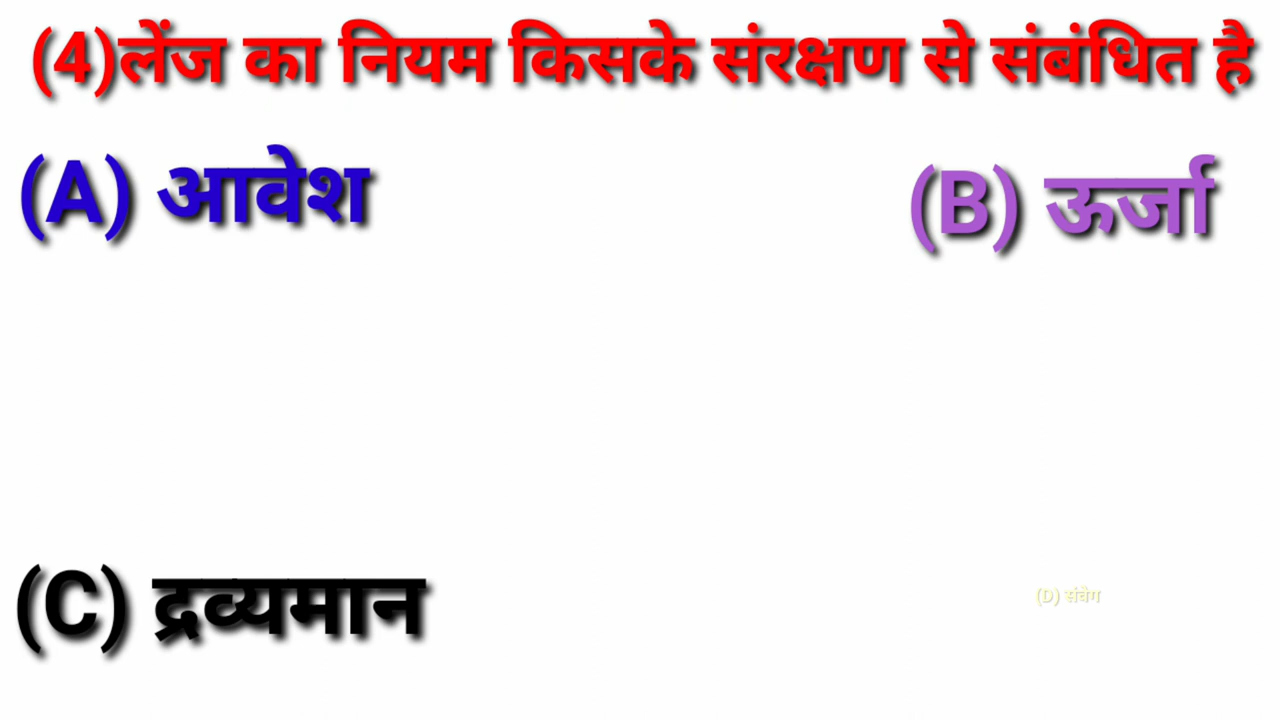 (4)लेंज का नियम किसके संरक्षण से संबंधित है
(A) आवेश
(B) ऊर्जा
(C) द्रव्यमान
(D) संवेग